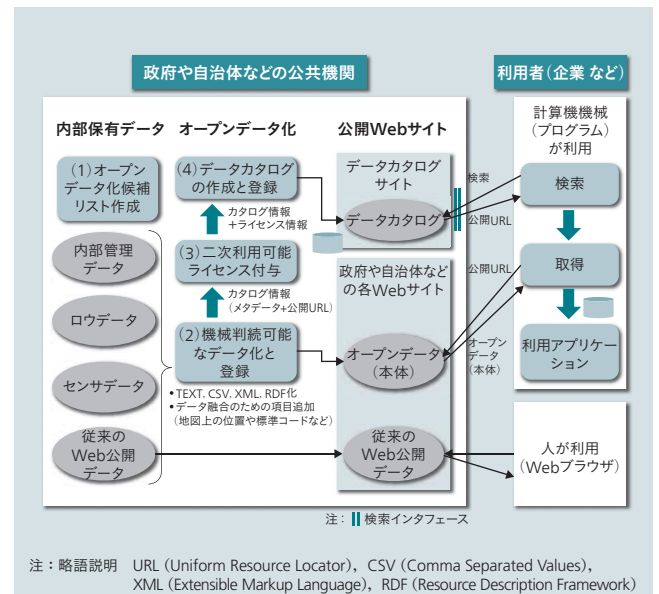 政府や自治体などの公共機関
利用者（企業 など）
内部保有データ
オープンデータ化
公開Webサイト
（1）オープン
データ化候補
リスト作成
内部管理
データ
ロウデータ
センサデータ
従来の
Web公開
データ
（4）データカタログ
の作成と登録
カタログ情報
＋ライセンス情報
（3）二次利用可能
ライセンス付与
カタログ情報
（メタデータ+公開URL）
（2）機械判続可能
なデータ化と
登録
• TEXT. CSV. XML. RDF化
• データ融合のための項目追加
（地図上の位置や標準コードなど）
データカタログ
サイト
データカタログ
政府や自治体など
の各Webサイト
オープンデータ
（本体）
従来の
Web公開
データ
検索
公開URL
公開URL
オープン
データ
（本体）
計算機機械
（プログラム）
が利用
検索
取得
利用アプリケー
ション
人が利用
（Webブラウザ）
注： 検索インタフェース
注：略語説明 URL（Uniform Resource Locator），CSV（Comma Separated Values），
XML（Extensible Markup Language），RDF（Resource Description Framework）